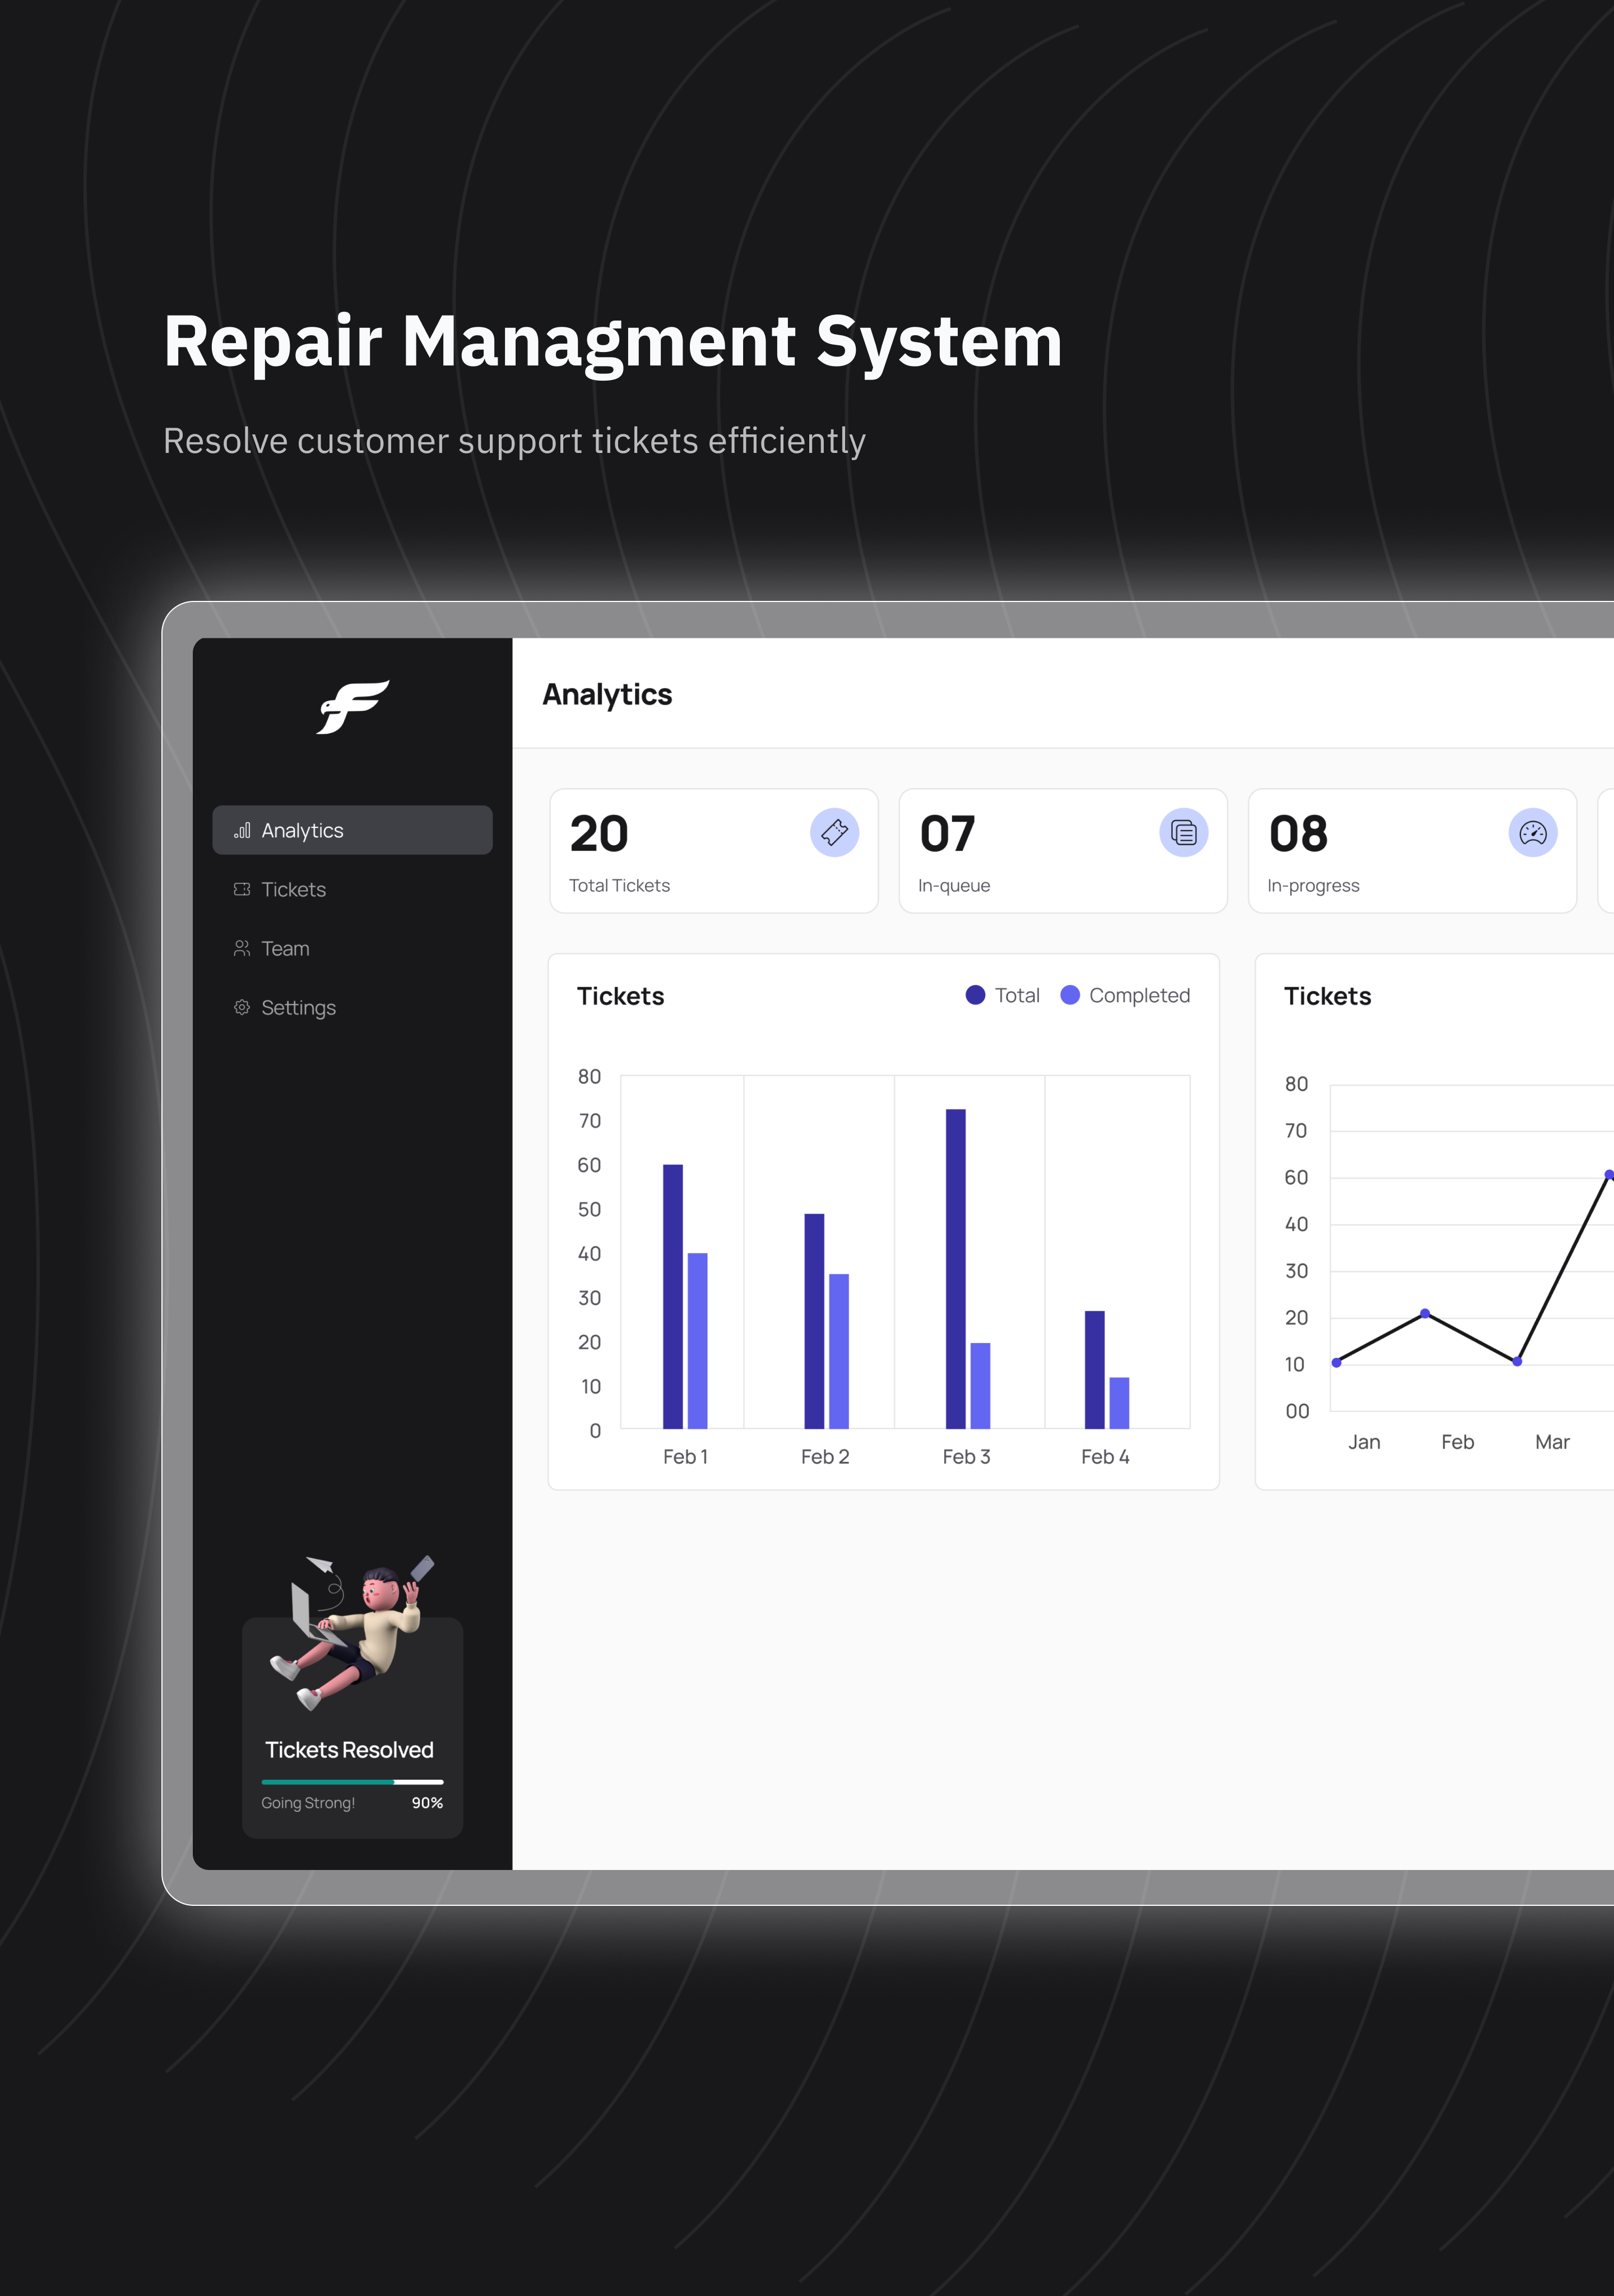 Repair Managment System
Resolve customer support tickets efficiently
Analytics
Tickets
Team
Settings
Tickets Resolved
Going Strong! 90%
Analytics
20
Total Tickets
07
In-queue
08
In-progress
Tickets
Total Completed
80
70
60
50
40
30
20
10
0
Feb 1 Feb 2 Feb 3 Feb 4
Tickets
80
70
60
40
30
20
10
00
Jan Feb Mar